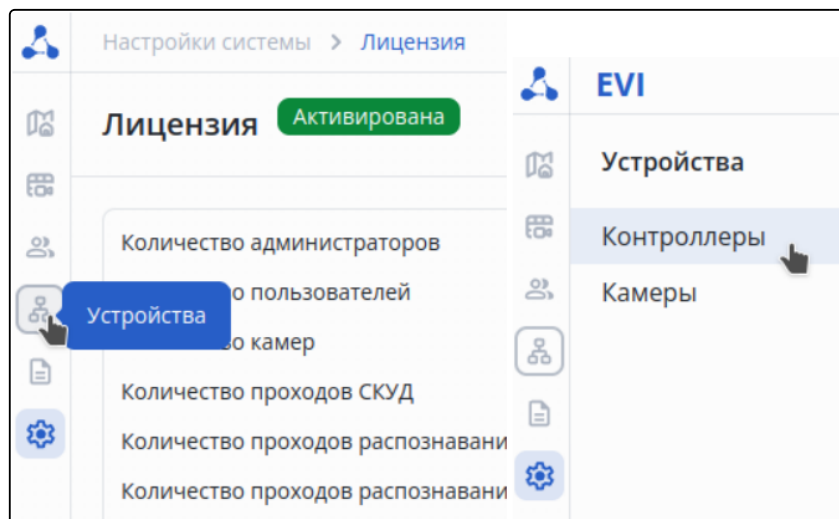 Настройки системы > Лицензия
Лицензия Активирована
Количество администраторов
о пользователей
Устройства
о камер
Количество проходов СКУД
Количество проходов распознавани
Количество проходов распознавани
EVI
Устройства
Контроллеры
Камеры